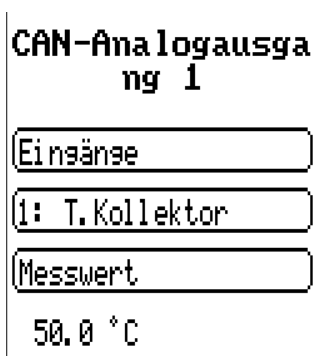 CAN-Analogausga
ng 1
Eingänge
1: T.Kollektor
Messwert
50.0 °C